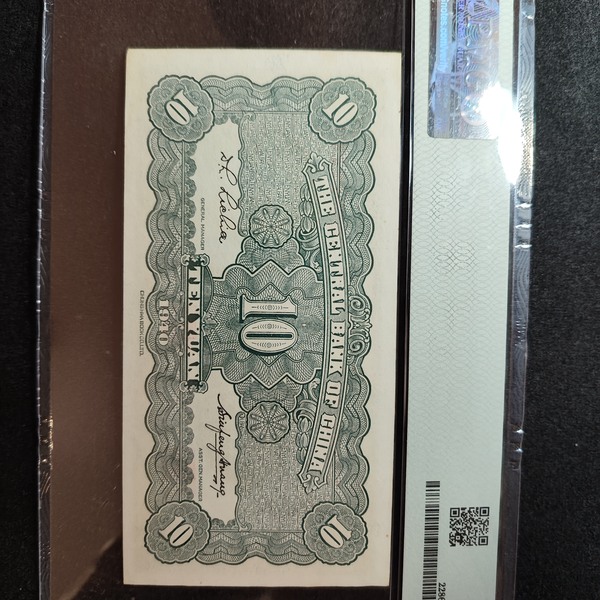 10
10
THE CENTRAL BANK OF CHINA
GENERAL MANAGER
10
ASST. GEN. MANAGER
TEN YUAN
1940
10
10